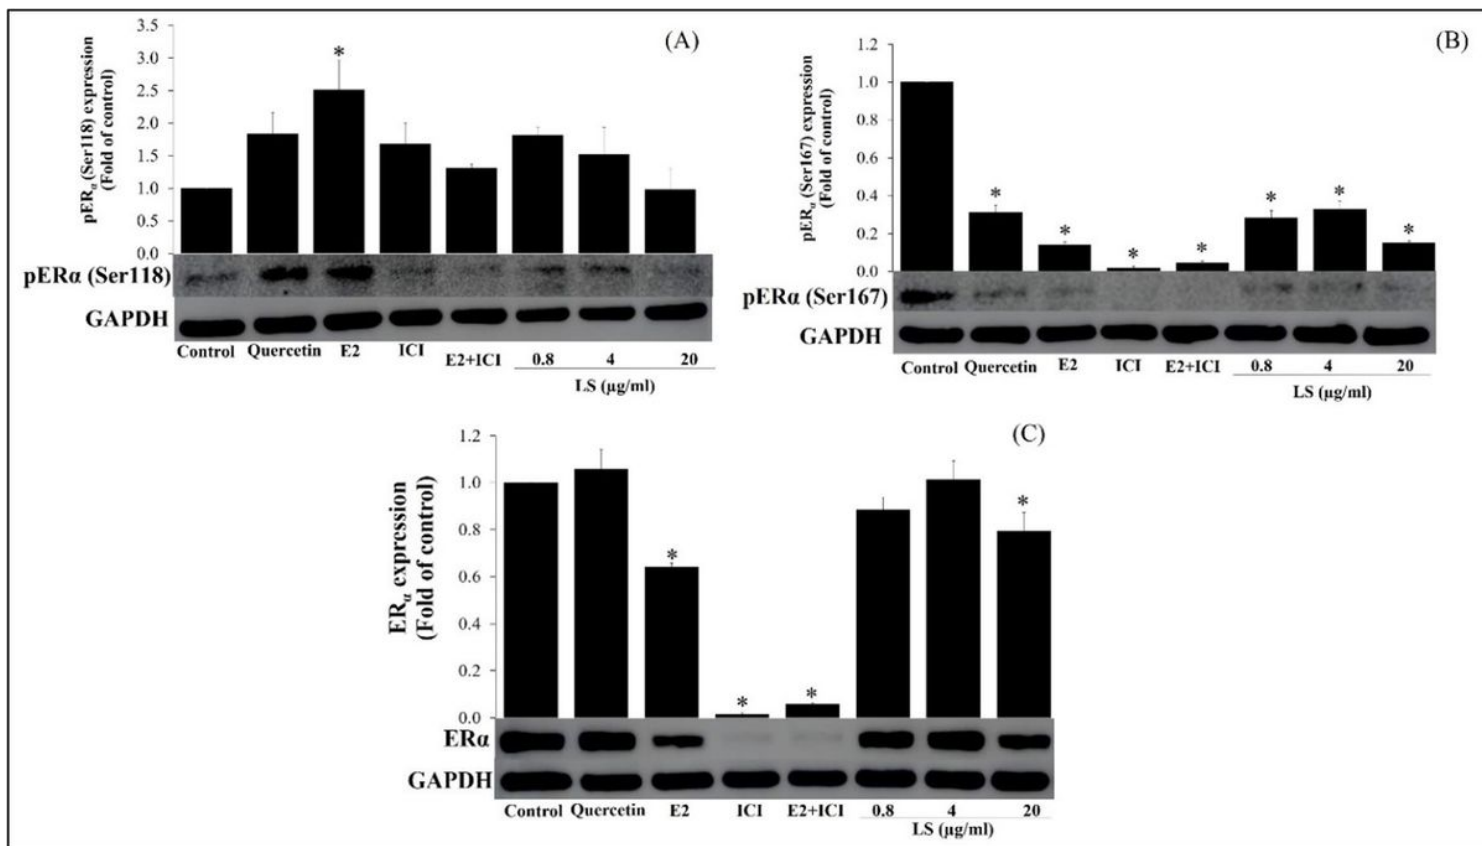 (A)
pERα (Ser118) expression
(Fold of control)
3.5
3.0
2.5
2.0
1.5
1.0
0.5
0.0
*
pERα (Ser118)
GAPDH
Control Quercetin E2 ICI E2+ICI 0.8 4 20
LS (µg/ml)
(B)
pERα (Ser167) expression
(Fold of control)
1.2
1.0
0.8
0.6
0.4
0.2
0.0
* * * * * * *
pERα (Ser167)
GAPDH
Control Quercetin E2 ICI E2+ICI 0.8 4 20
LS (µg/ml)
(C)
ERα expression
(Fold of control)
1.2
1.0
0.8
0.6
0.4
0.2
0.0
* * * *
ERα
GAPDH
Control Quercetin E2 ICI E2+ICI 0.8 4 20
LS (µg/ml)